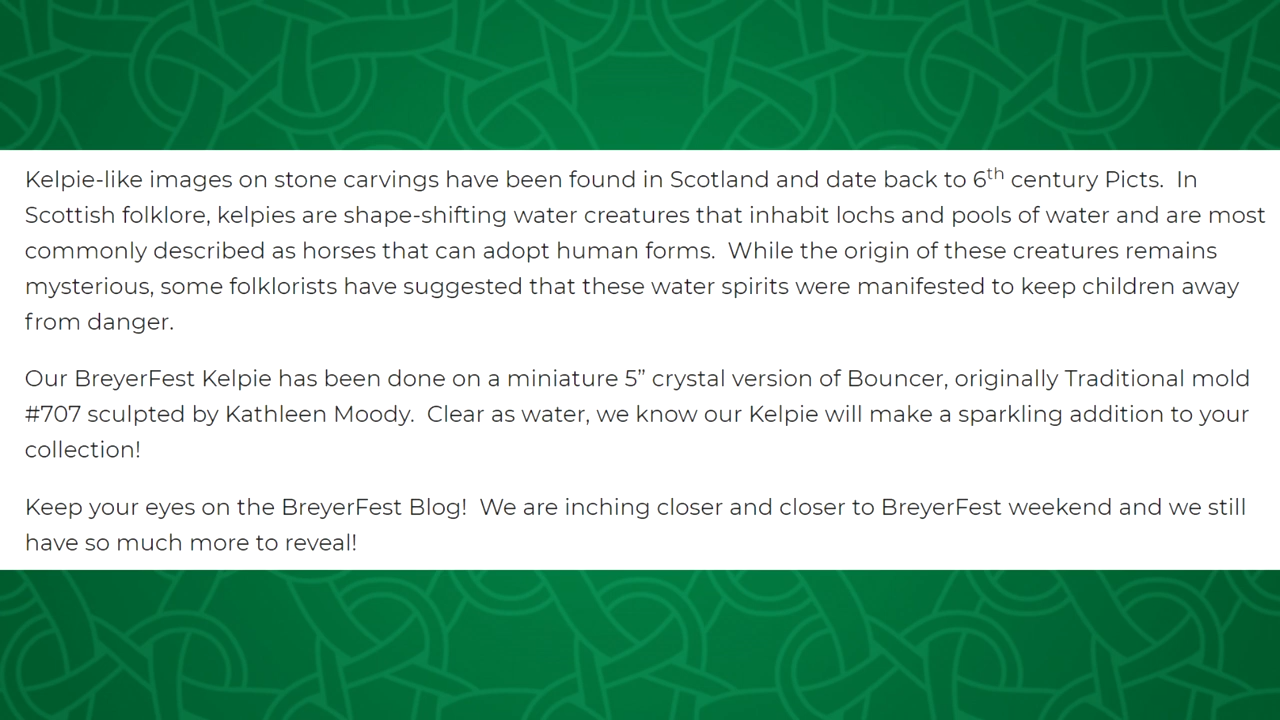 Kelpie-like images on stone carvings have been found in Scotland and date back to 6th century Picts.  In
Scottish folklore, kelpies are shape-shifting water creatures that inhabit lochs and pools of water and are most
commonly described as horses that can adopt human forms.  While the origin of these creatures remains
mysterious, some folklorists have suggested that these water spirits were manifested to keep children away
from danger.
Our BreyerFest Kelpie has been done on a miniature 5” crystal version of Bouncer, originally Traditional mold
#707 sculpted by Kathleen Moody.  Clear as water, we know our Kelpie will make a sparkling addition to your
collection!
Keep your eyes on the BreyerFest Blog!  We are inching closer and closer to BreyerFest weekend and we still
have so much more to reveal!